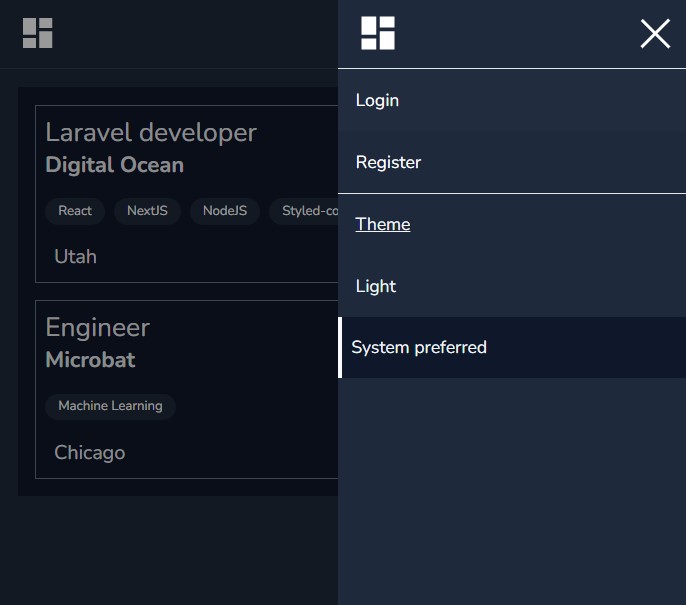 Laravel developer
Digital Ocean
React NextJS NodeJS Styled-co
Utah
Engineer
Microbat
Machine Learning
Chicago
Login
Register
Theme
Light
System preferred